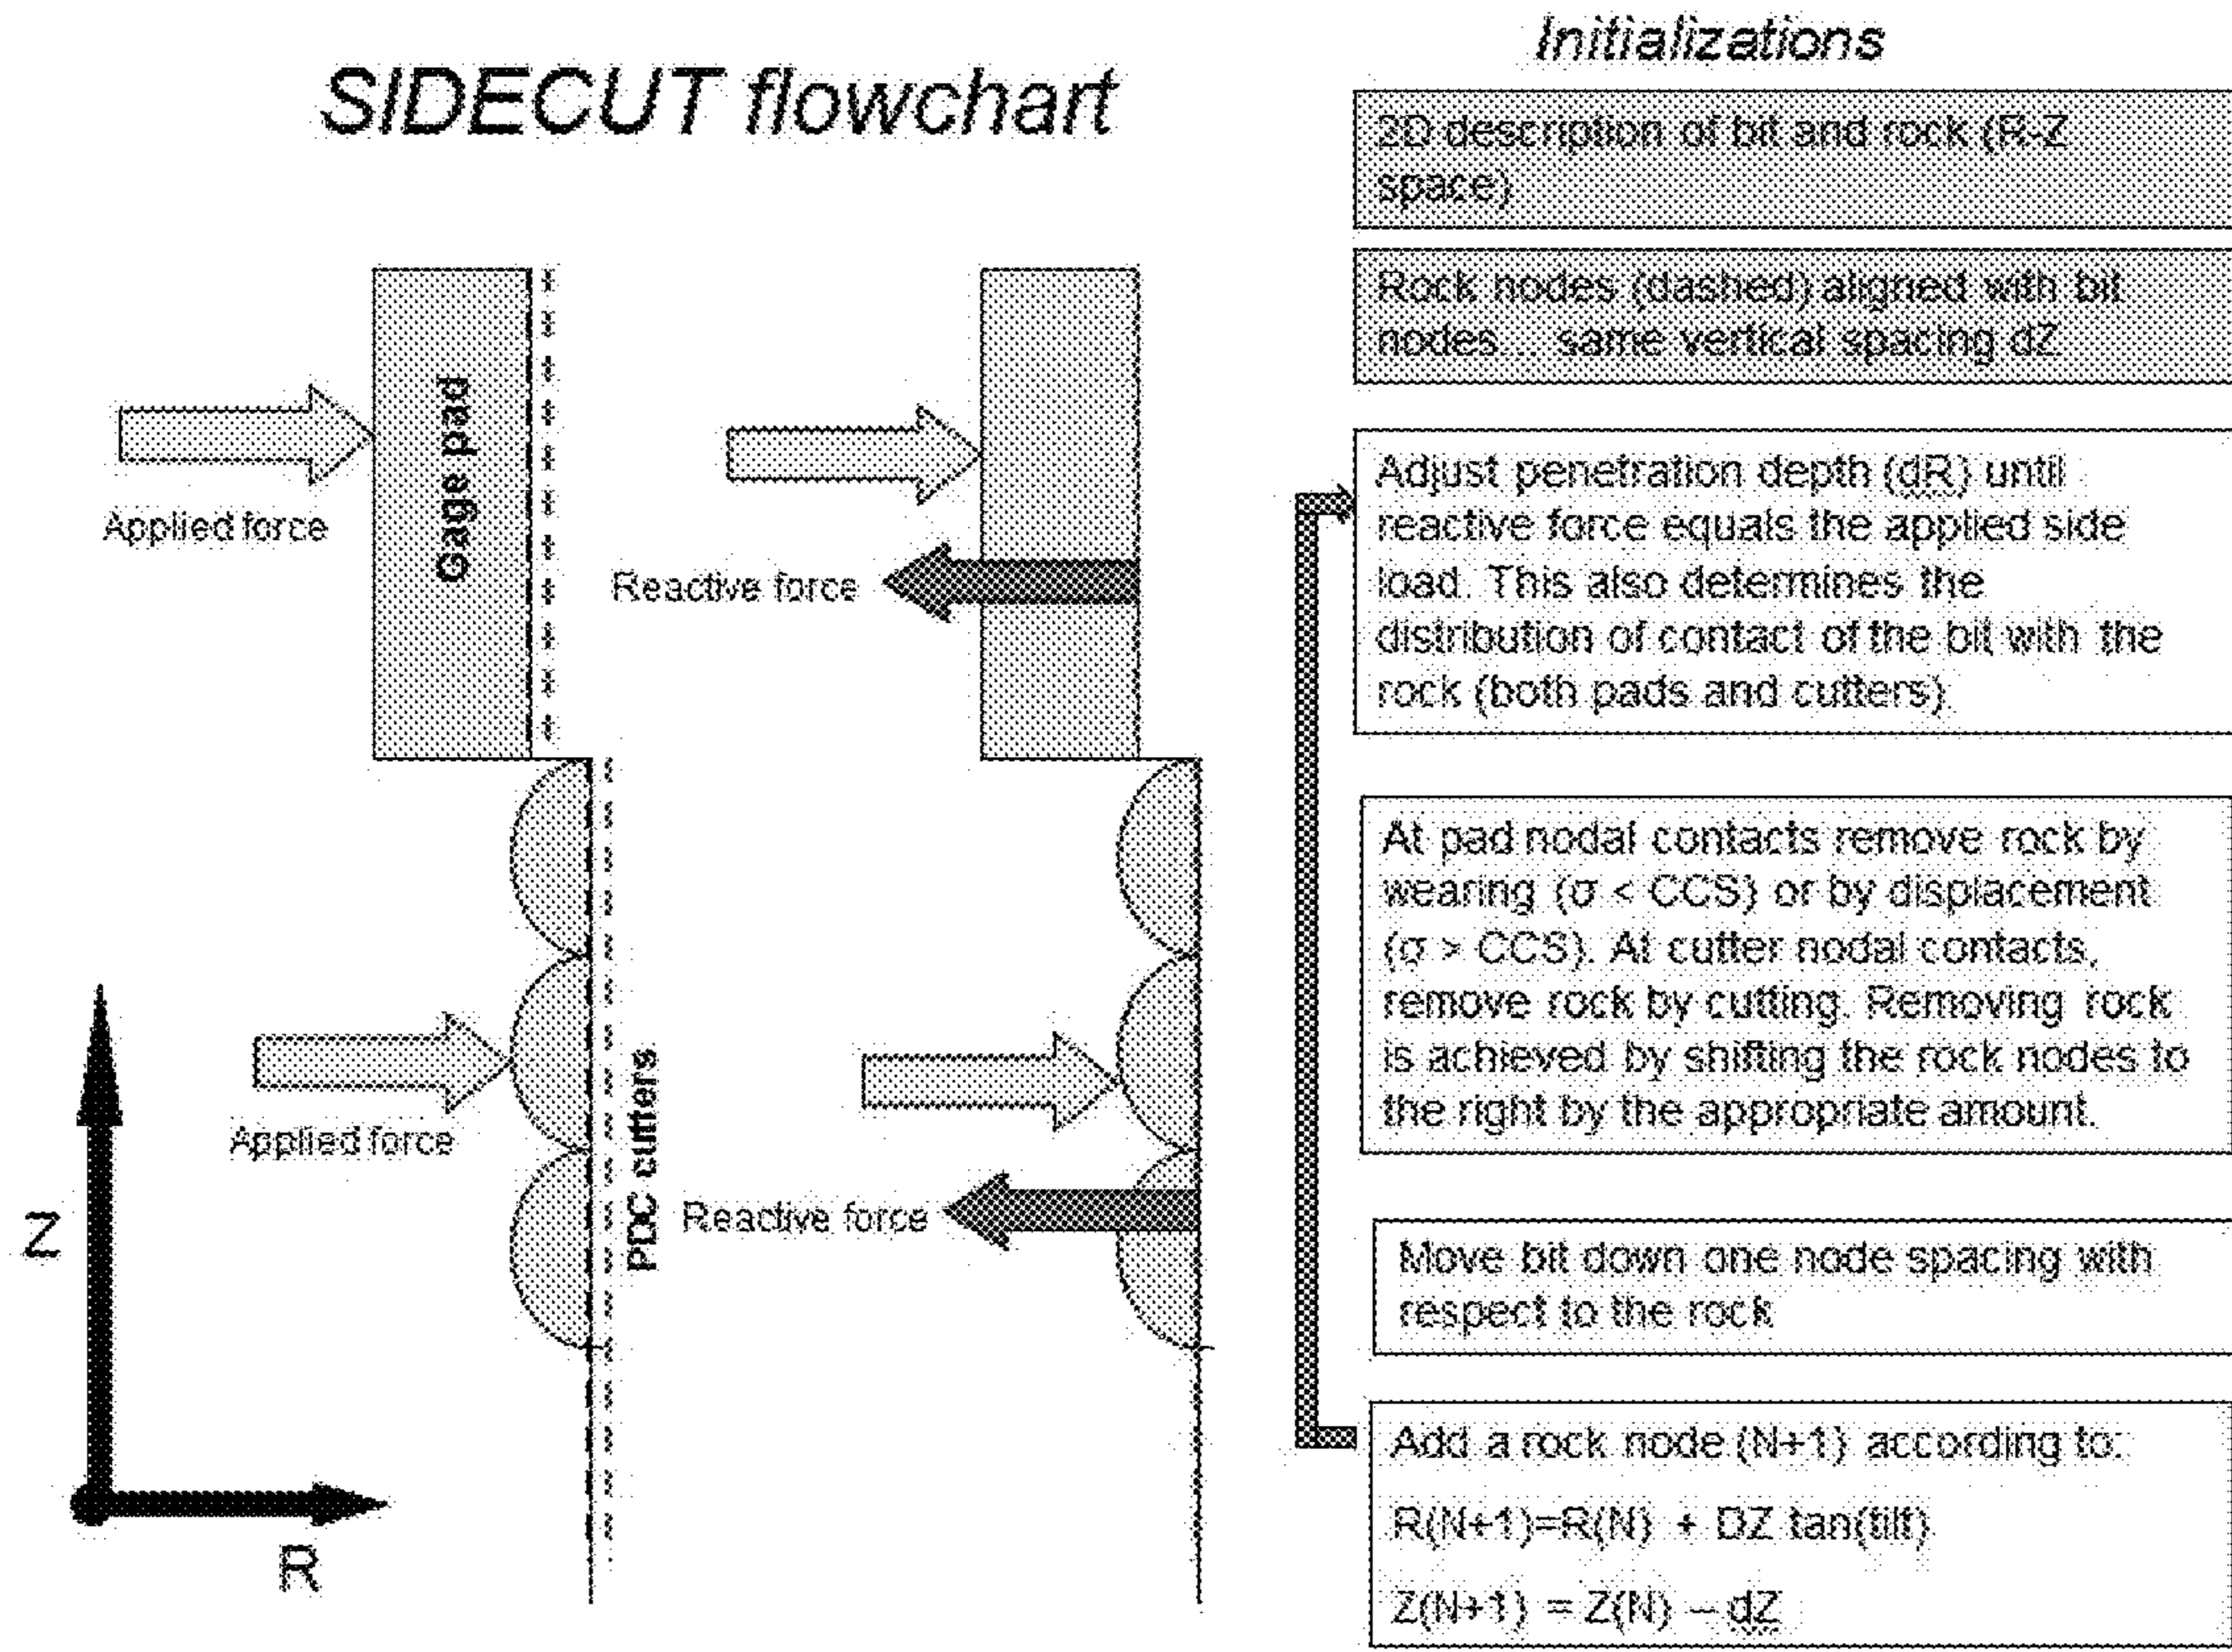 SIDECUT flowchart
Initializations
2D description of bit and rock (R-Z
space)
Rock nodes (dashed) aligned with bit
nodes... same vertical spacing dZ
Adjust penetration depth (dR) until
reactive force equals the applied side
load. This also determines the
distribution of contact of the bit with the
rock (both pads and cutters).
At pad nodal contacts remove rock by
wearing (σ < CCS) or by displacement
(σ > CCS). At cutter nodal contacts,
remove rock by cutting. Removing rock
is achieved by shifting the rock nodes to
the right by the appropriate amount.
Move bit down one node spacing with
respect to the rock
Add a rock node (N+1) according to:
R(N+1)=R(N) + DZ tan(tilt)
Z(N+1) = Z(N) – dZ
Applied force
Gage pad
Reactive force
Applied force
PDC cutters
Reactive force
Z
R